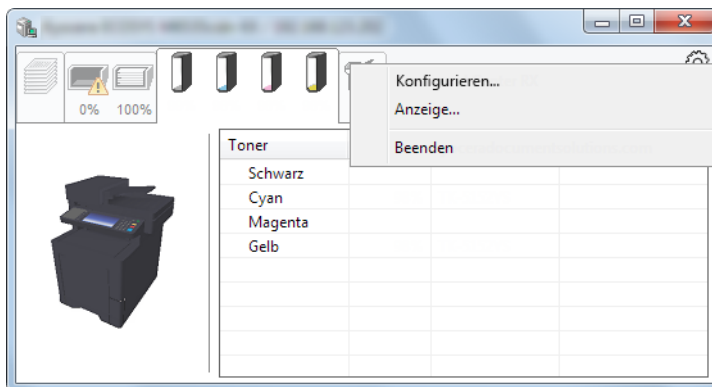 0% 100%
Konfigurieren...
Anzeige...
Beenden
Toner
Schwarz
Cyan
Magenta
Gelb